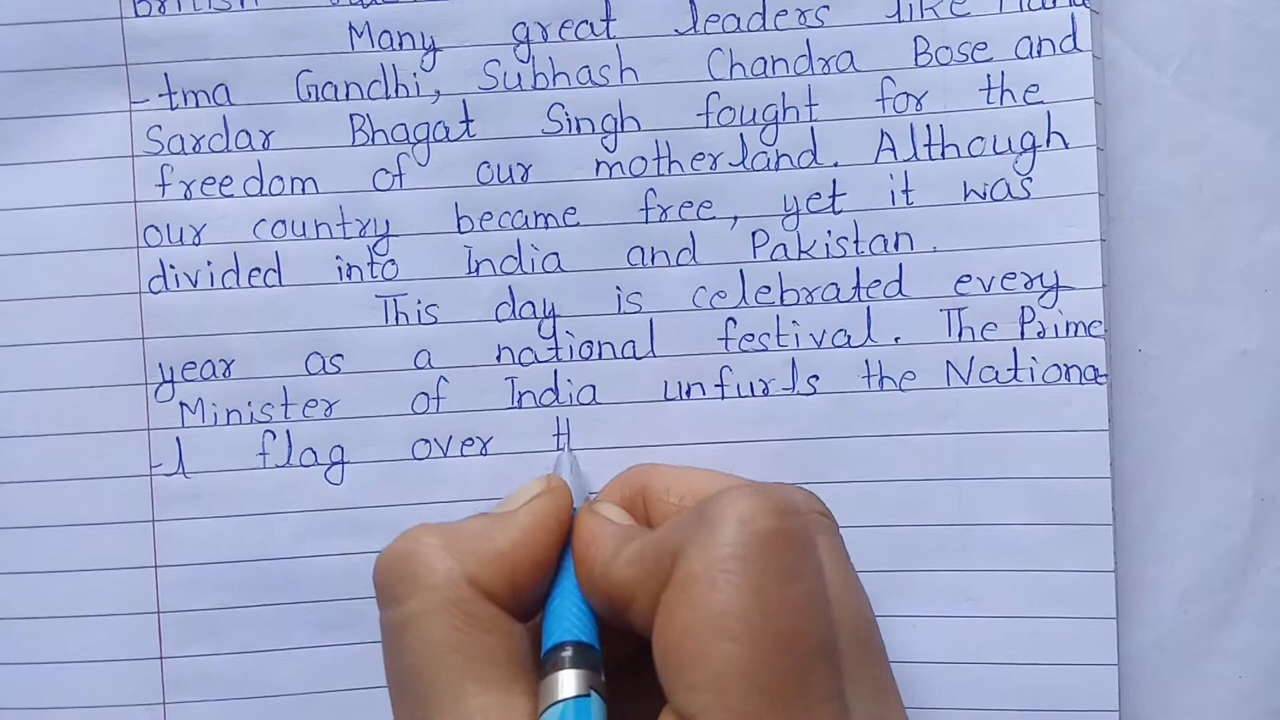 British
Many great leaders like Maha
-tma Gandhi, Subhash Chandra Bose and
Sardar Bhagat Singh fought for the
freedom of our motherland. Although
our country became free, yet it was
divided into India and Pakistan.
This day is celebrated every
year as a national festival. The Prime
Minister of India unfurls the Nationa-
-l flag over th